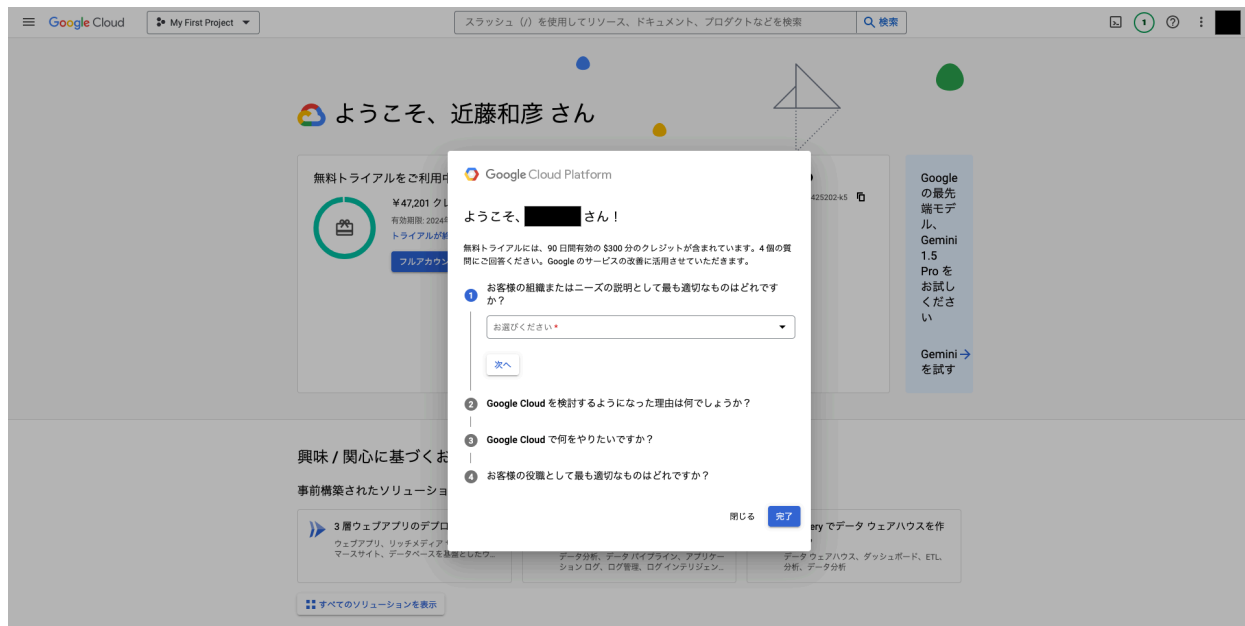 Google Cloud
My First Project
スラッシュ（/）を使用してリソース、ドキュメント、プロダクトなどを検索
検索
1
ようこそ、近藤和彦 さん
無料トライアルをご利用中
￥47,201 クレ
有効期限: 2024年
トライアルが終
フルアカウン
425202-k5
Google
の最先
端モデ
ル、
Gemini
1.5
Pro を
お試し
くださ
い
Gemini
を試す
Google Cloud Platform
ようこそ、
さん！
無料トライアルには、90 日間有効の $300 分のクレジットが含まれています。4 個の質
問にご回答ください。Google のサービスの改善に活用させていただきます。
1
お客様の組織またはニーズの説明として最も適切なものはどれです
か？
お選びください *
次へ
2 Google Cloud を検討するようになった理由は何でしょうか？
3 Google Cloud で何をやりたいですか？
4 お客様の役職として最も適切なものはどれですか？
閉じる
完了
興味 / 関心に基づくお
事前構築されたソリューショ
3 層ウェブアプリのデプロ
ウェブアプリ、リッチメディア
マースサイト、データベースを基盤としたウ...
データ分析、データ パイプライン、アプリケー
ション ログ、ログ管理、ログ インテリジェン...
ery でデータ ウェアハウスを作
データ ウェアハウス、ダッシュボード、ETL、
分析、データ分析
すべてのソリューションを表示